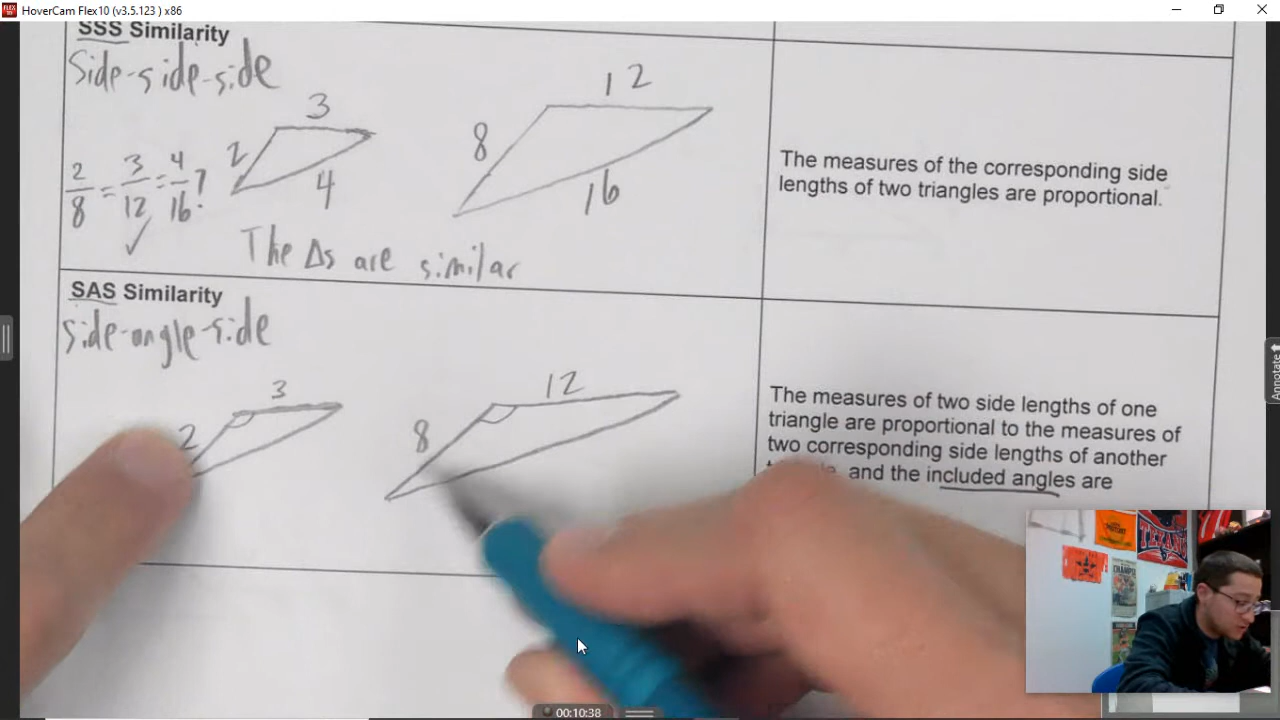 HoverCam Flex10 (v3.5.123 ) x86
SSS Similarity
Side-side-side
3
2
4
2/8 = 3/12 = 4/16 ?
✓
12
8
16
The Δs are similar
The measures of the corresponding side
lengths of two triangles are proportional.
SAS Similarity
Side-angle-side
3
2
12
8
The measures of two side lengths of one
triangle are proportional to the measures of
two corresponding side lengths of another
and the included angles are
Annotate
TEXANS
00:10:38